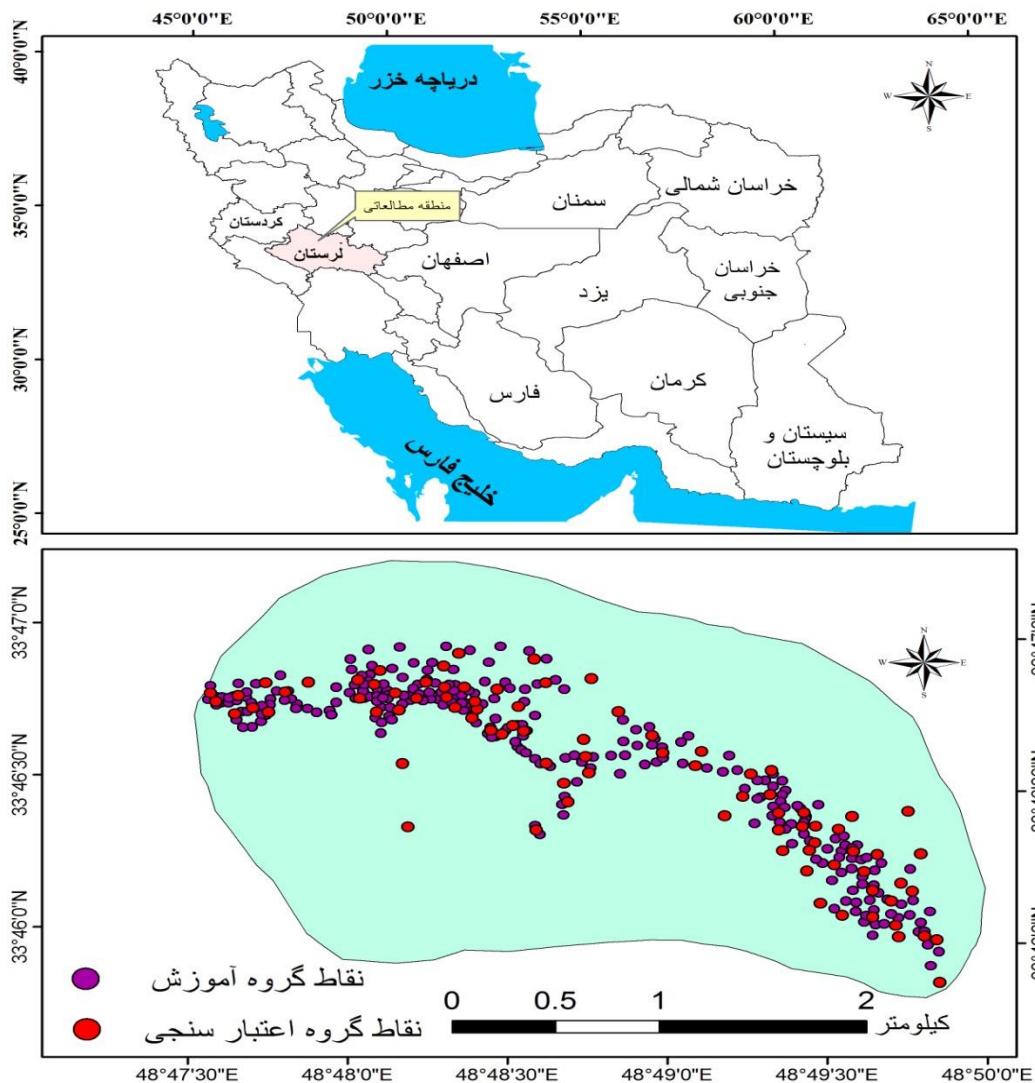 45°0'0"E 50°0'0"E 55°0'0"E 60°0'0"E 65°0'0"E
40°0'0"N
35°0'0"N
30°0'0"N
25°0'0"N
دریاچه خزر
N
W E
S
خراسان شمالی
سمنان
منطقه مطالعاتی
کردستان
لرستان
اصفهان
خراسان
جنوبی
یزد
کرمان
فارس
سیستان و
بلوچستان
خلیج فارس
33°47'0"N
33°46'30"N
33°46'0"N
N
W E
S
نقاط گروه آموزش
نقاط گروه اعتبار سنجی
0 0.5 1 2
کیلومتر
48°47'30"E 48°48'0"E 48°48'30"E 48°49'0"E 48°49'30"E 48°50'0"E